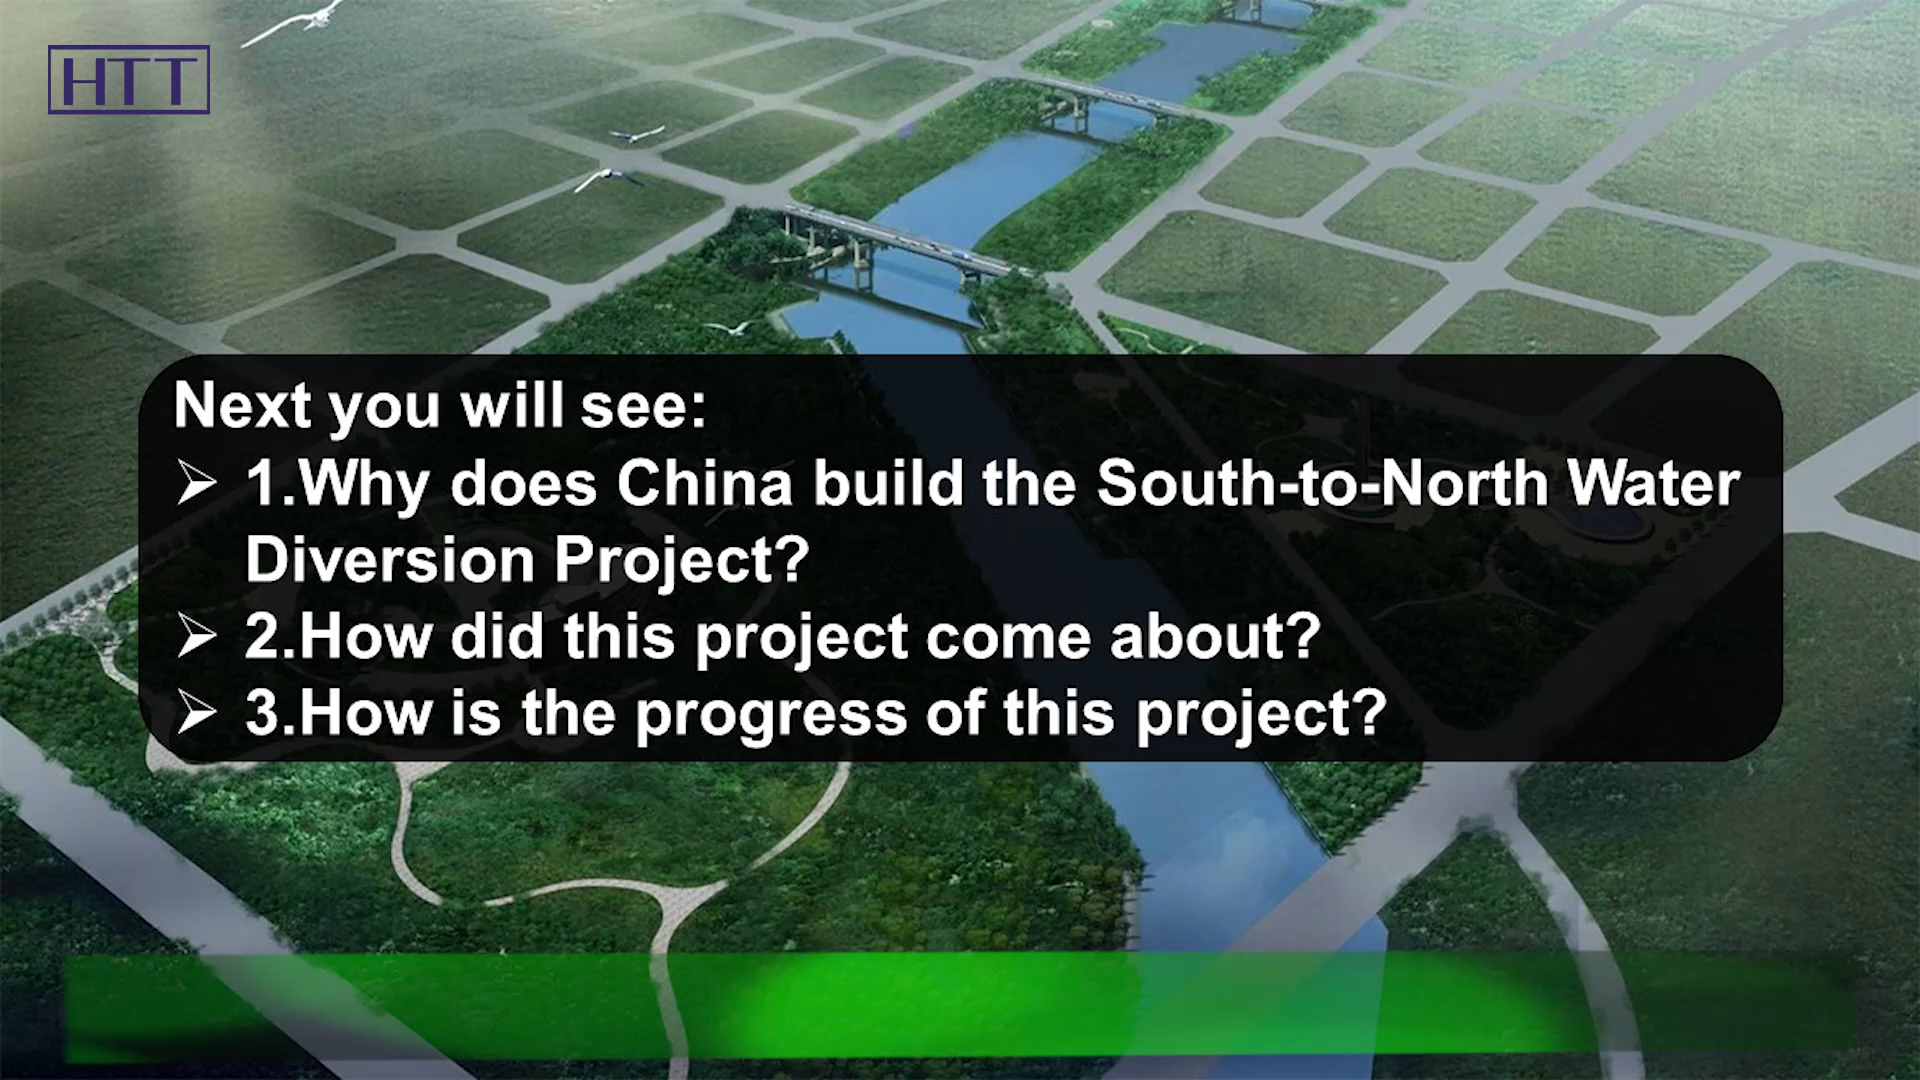 HTT
Next you will see:
➢ 1.Why does China build the South-to-North Water
Diversion Project?
➢ 2.How did this project come about?
➢ 3.How is the progress of this project?